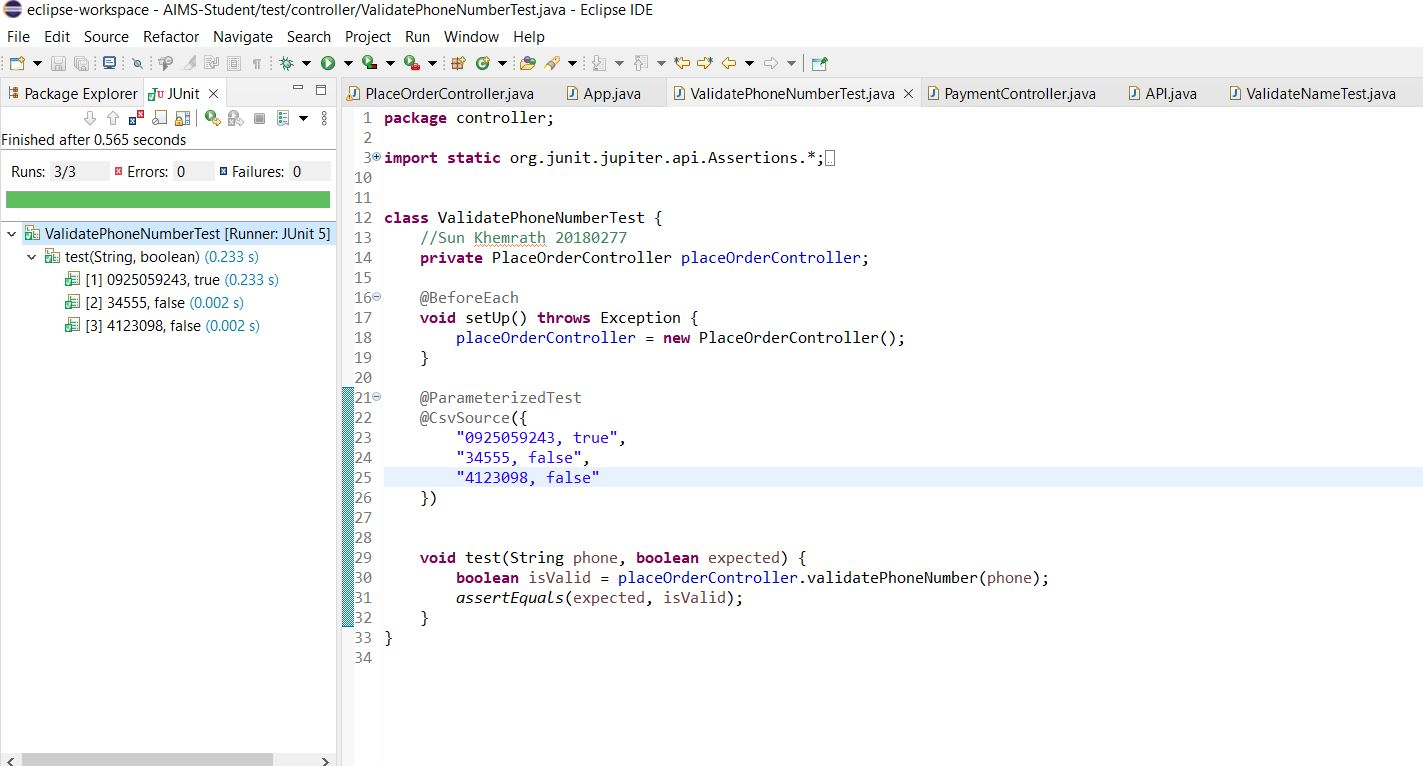 eclipse-workspace - AIMS-Student/test/controller/ValidatePhoneNumberTest.java - Eclipse IDE
File Edit Source Refactor Navigate Search Project Run Window Help
Package Explorer JUnit
PlaceOrderController.java App.java ValidatePhoneNumberTest.java PaymentController.java API.java ValidateNameTest.java
Finished after 0.565 seconds
Runs: 3/3 Errors: 0 Failures: 0
ValidatePhoneNumberTest [Runner: JUnit 5]
test(String, boolean) (0.233 s)
[1] 0925059243, true (0.233 s)
[2] 34555, false (0.002 s)
[3] 4123098, false (0.002 s)
1 package controller;
2
3 import static org.junit.jupiter.api.Assertions.*;
10
11
12 class ValidatePhoneNumberTest {
13 //Sun Khemrath 20180277
14 private PlaceOrderController placeOrderController;
15
16 @BeforeEach
17 void setUp() throws Exception {
18 placeOrderController = new PlaceOrderController();
19 }
20
21 @ParameterizedTest
22 @CsvSource({
23 "0925059243, true",
24 "34555, false",
25 "4123098, false"
26 })
27
28
29 void test(String phone, boolean expected) {
30 boolean isValid = placeOrderController.validatePhoneNumber(phone);
31 assertEquals(expected, isValid);
32 }
33 }
34